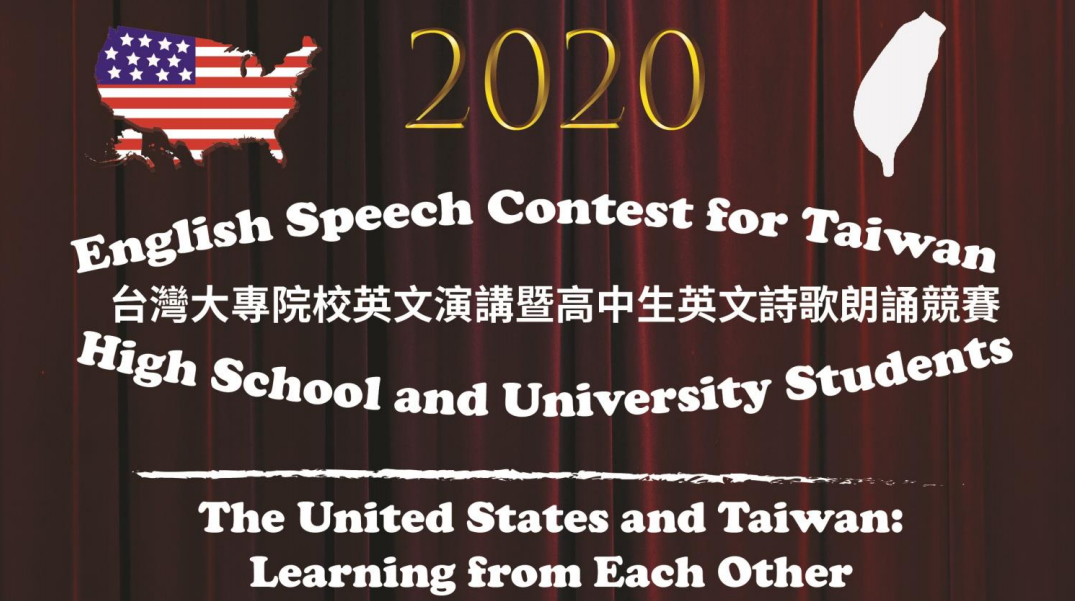 2020
English Speech Contest for Taiwan
台灣大專院校英文演講暨高中生英文詩歌朗誦競賽
High School and University Students
The United States and Taiwan:
Learning from Each Other